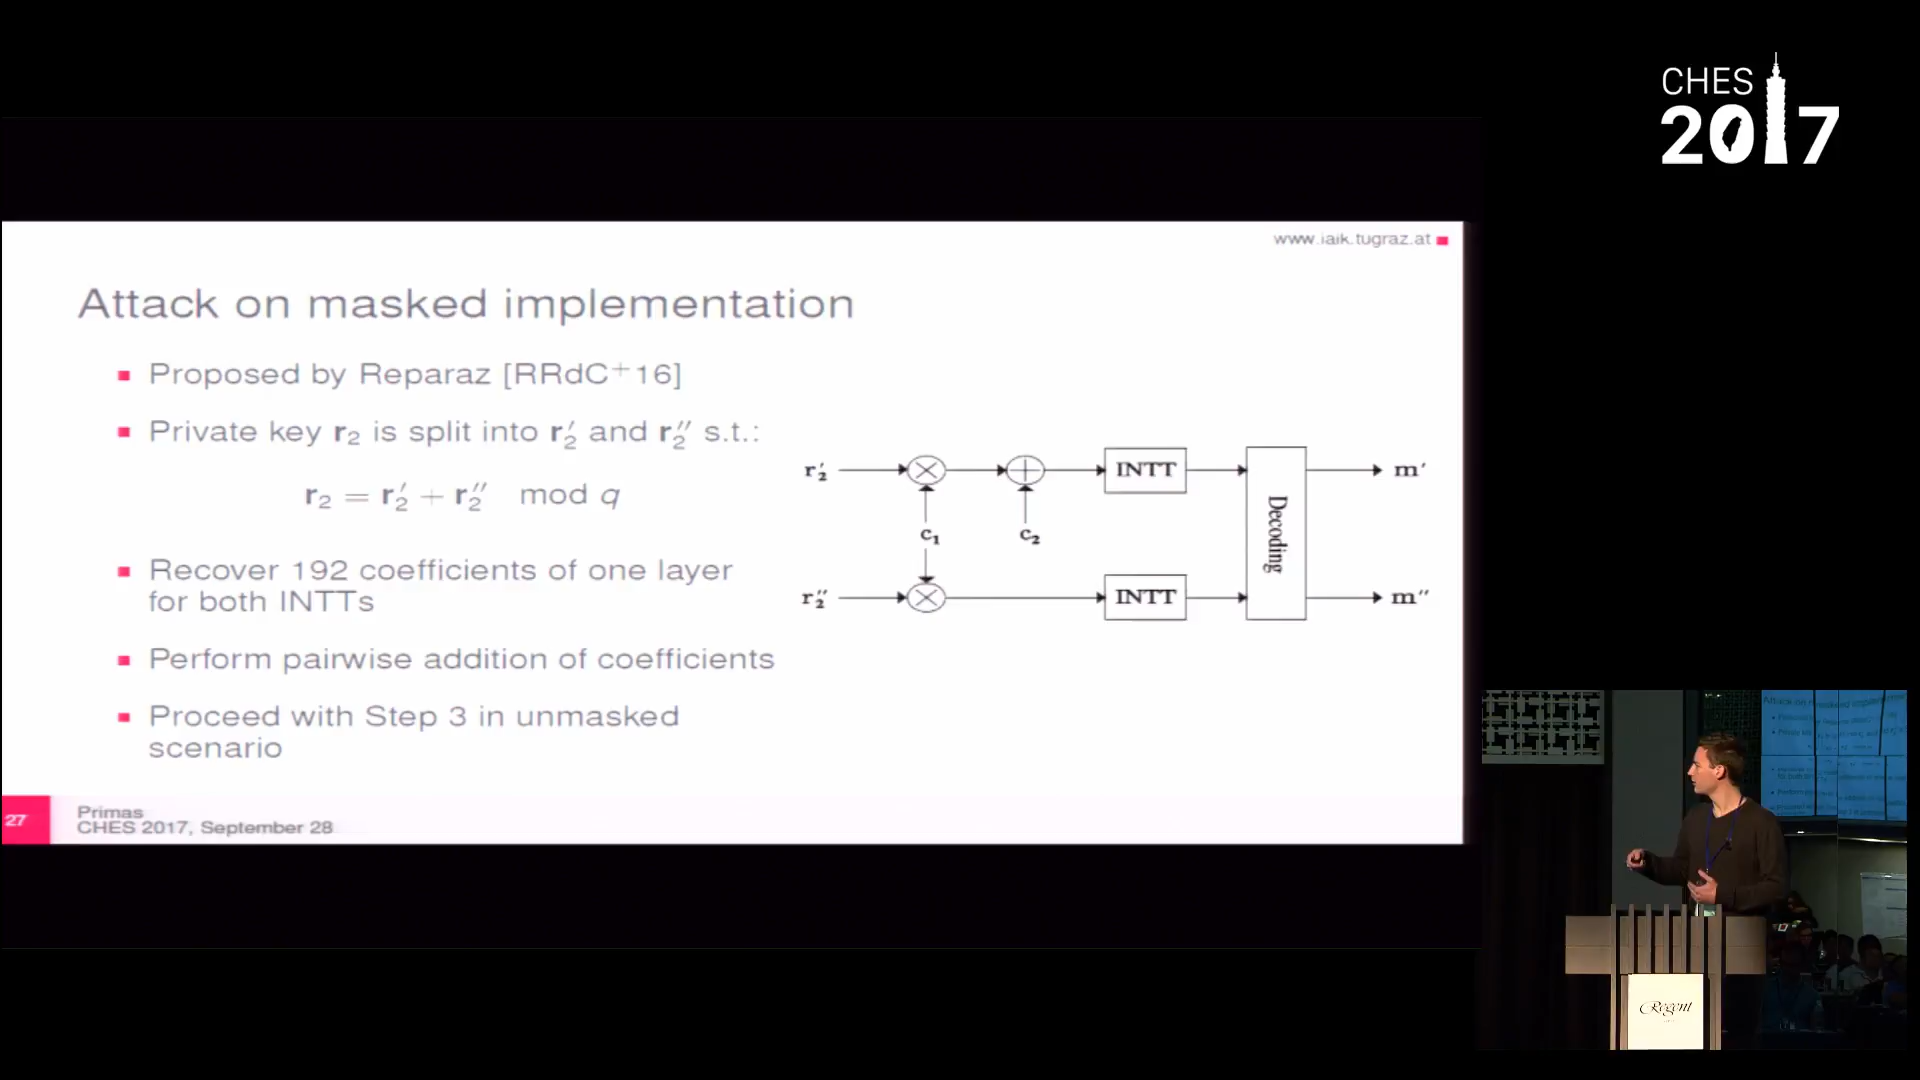 CHES
2017
www.iaik.tugraz.at
Attack on masked implementation
Proposed by Reparaz [RRdC⁺16]
Private key r₂ is split into r₂′ and r₂″ s.t.:
r₂ = r₂′ + r₂″ mod q
Recover 192 coefficients of one layer
for both INTTs
Perform pairwise addition of coefficients
Proceed with Step 3 in unmasked
scenario
r₂′
INTT
m′
c₁
c₂
Decoding
r₂″
INTT
m″
27
Primas
CHES 2017, September 28
Regent